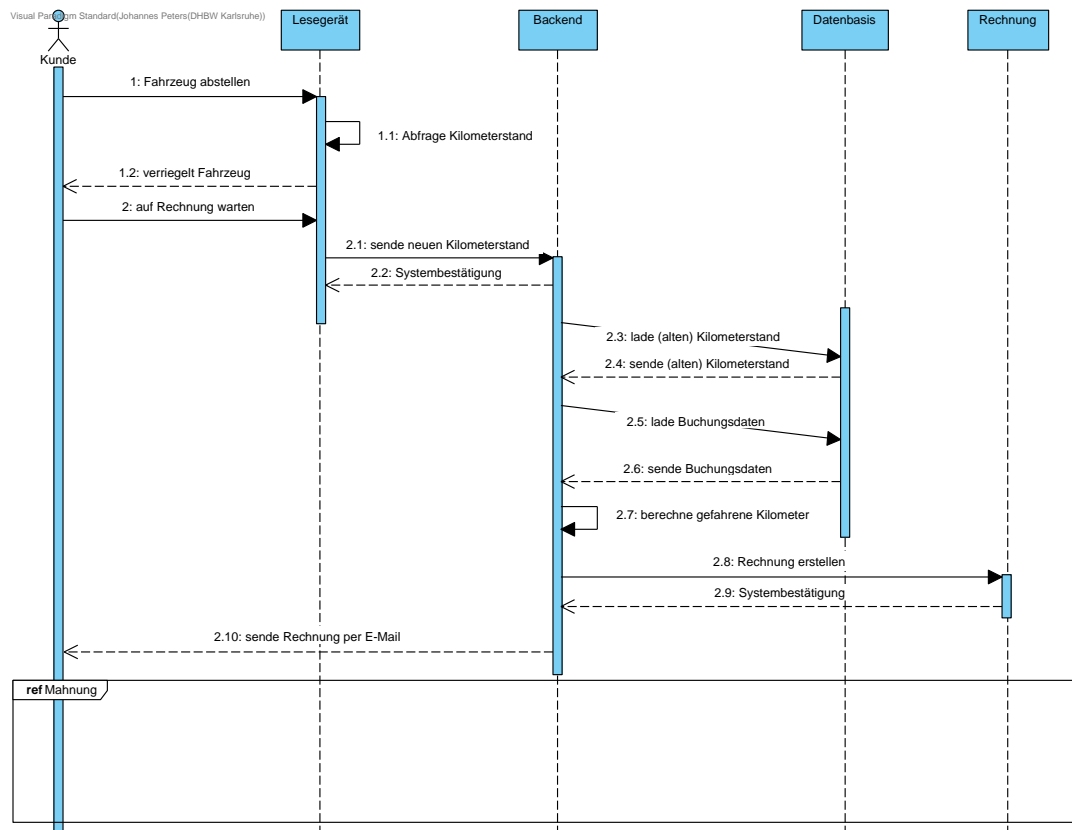 Visual Paradigm Standard(Johannes Peters(DHBW Karlsruhe))
Kunde
Lesegerät
Backend
Datenbasis
Rechnung
1: Fahrzeug abstellen
1.1: Abfrage Kilometerstand
1.2: verriegelt Fahrzeug
2: auf Rechnung warten
2.1: sende neuen Kilometerstand
2.2: Systembestätigung
2.3: lade (alten) Kilometerstand
2.4: sende (alten) Kilometerstand
2.5: lade Buchungsdaten
2.6: sende Buchungsdaten
2.7: berechne gefahrene Kilometer
2.8: Rechnung erstellen
2.9: Systembestätigung
2.10: sende Rechnung per E-Mail
ref Mahnung